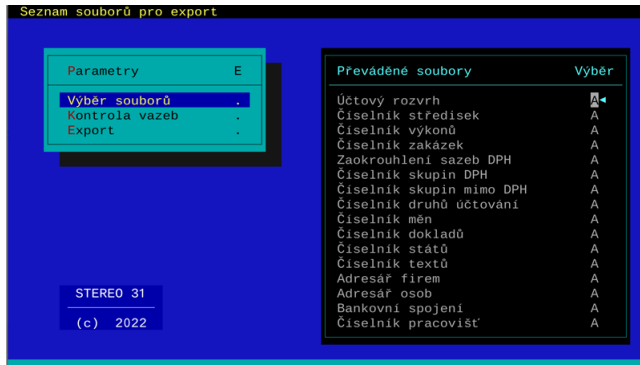 Seznam souborů pro export
Parametry E
Výběr souborů .
Kontrola vazeb .
Export .
STEREO 31
(c) 2022
Převáděné soubory Výběr
Účtový rozvrh A◄
Číselník středisek A
Číselník výkonů A
Číselník zakázek A
Zaokrouhlení sazeb DPH A
Číselník skupin DPH A
Číselník skupin mimo DPH A
Číselník druhů účtování A
Číselník měn A
Číselník dokladů A
Číselník států A
Číselník textů A
Adresář firem A
Adresář osob A
Bankovní spojení A
Číselník pracovišť A